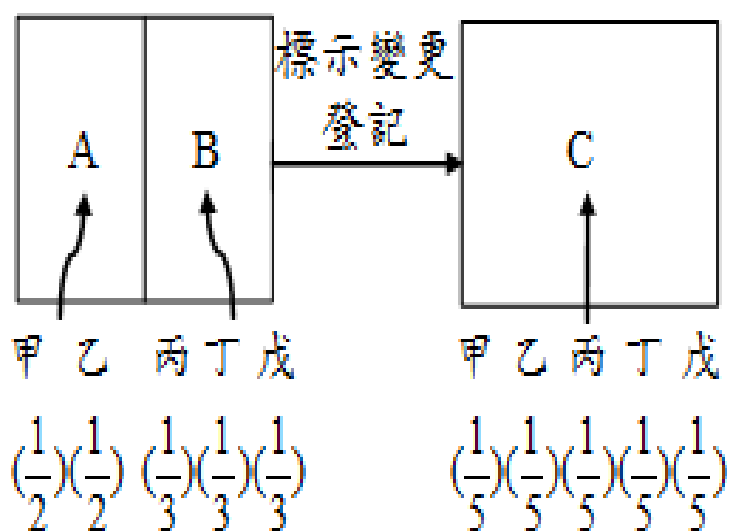 標示變更
登記
A B C
甲 乙 丙 丁 戊 甲 乙 丙 丁 戊
(1/2)(1/2) (1/3)(1/3)(1/3) (1/5)(1/5)(1/5)(1/5)(1/5)